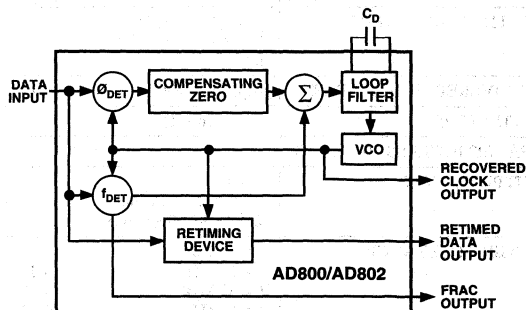 C_D
DATA
INPUT
Ø_DET
COMPENSATING
ZERO
Σ
LOOP
FILTER
VCO
RECOVERED
CLOCK
OUTPUT
f_DET
RETIMING
DEVICE
RETIMED
DATA
OUTPUT
AD800/AD802
FRAC
OUTPUT